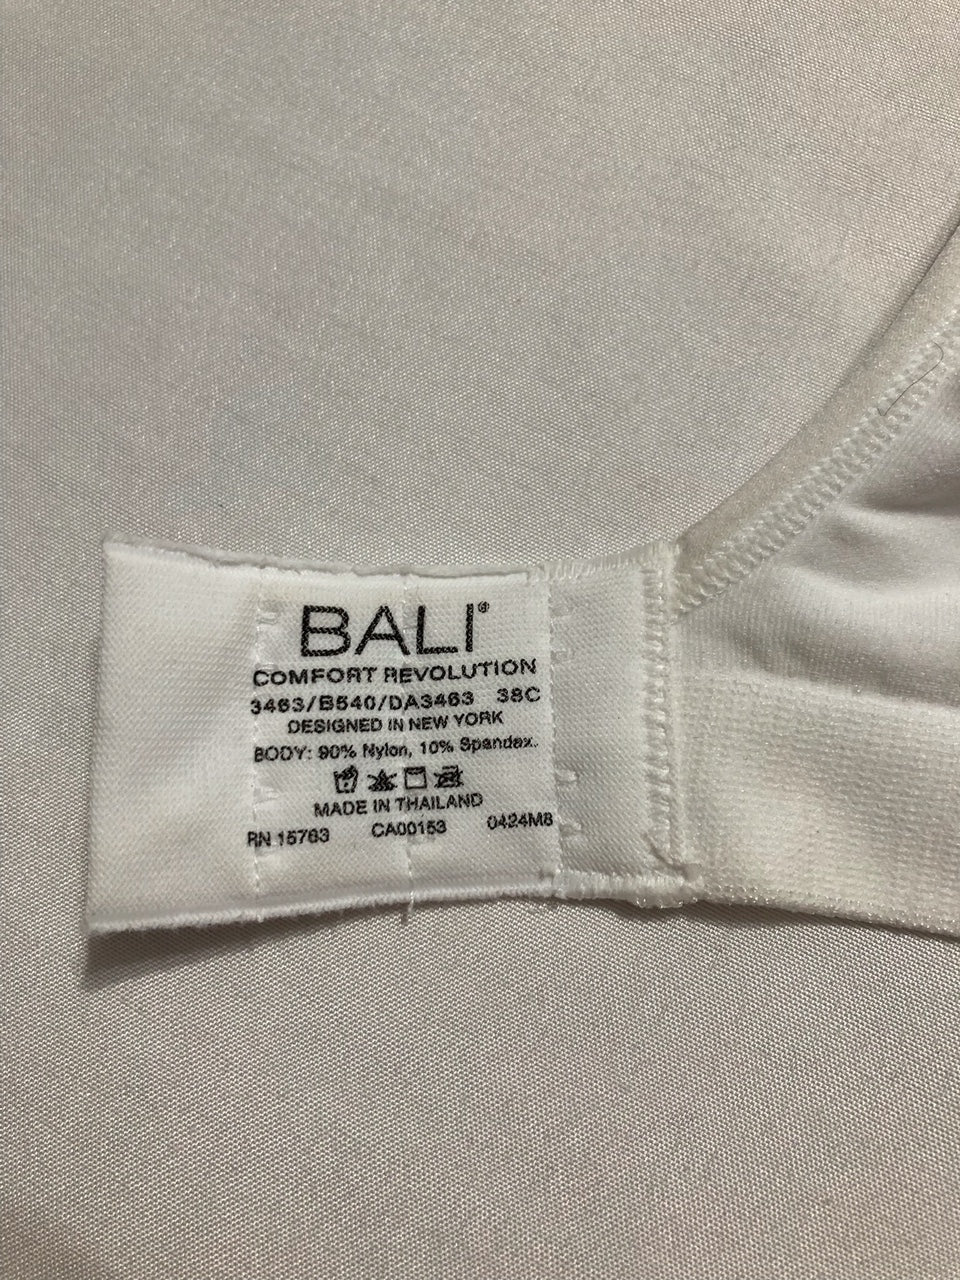 BALI®
COMFORT REVOLUTION
3463/B540/DA3463 38C
DESIGNED IN NEW YORK
BODY: 90% Nylon, 10% Spandex.
MADE IN THAILAND
RN 15763 CA00153 0424M8